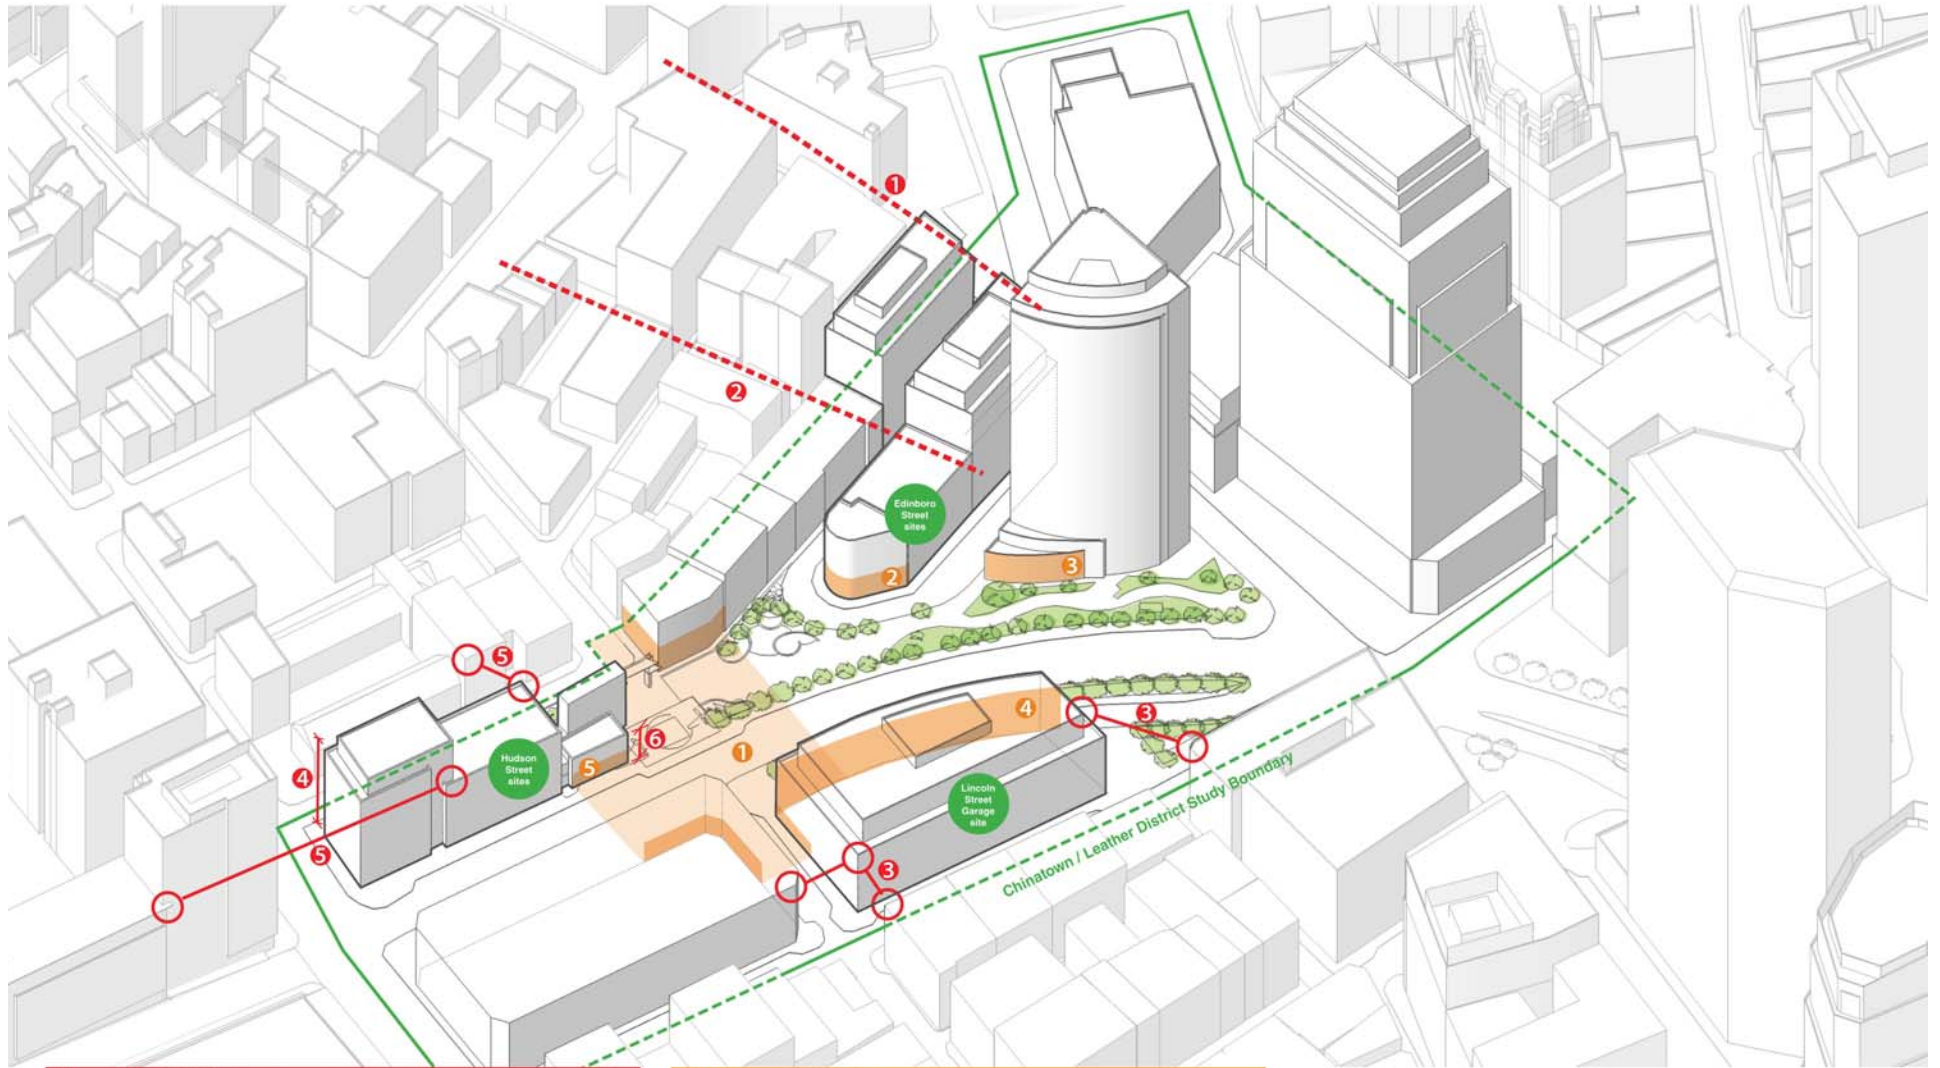 1
2
Edinboro
Street
sites
2
3
5
6
4
3
1
5
4
Hudson
Street
sites
Lincoln
Street
Garage
site
5
3
Chinatown / Leather District Study Boundary